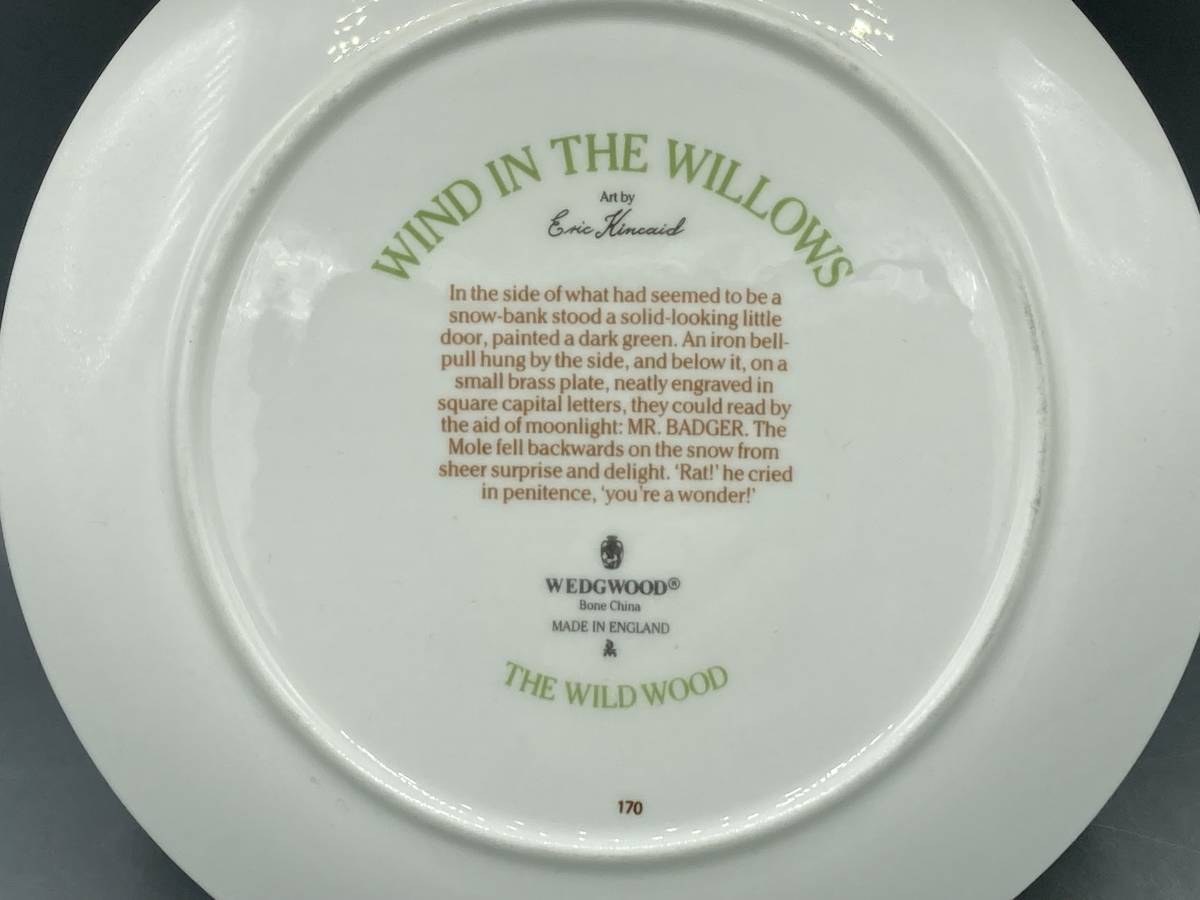 WIND IN THE WILLOWS
Art by
Eric Kincaid
In the side of what had seemed to be a
snow-bank stood a solid-looking little
door, painted a dark green. An iron bell-
pull hung by the side, and below it, on a
small brass plate, neatly engraved in
square capital letters, they could read by
the aid of moonlight: MR. BADGER. The
Mole fell backwards on the snow from
sheer surprise and delight. ‘Rat!’ he cried
in penitence, ‘you’re a wonder!’
WEDGWOOD®
Bone China
MADE IN ENGLAND
THE WILD WOOD
170